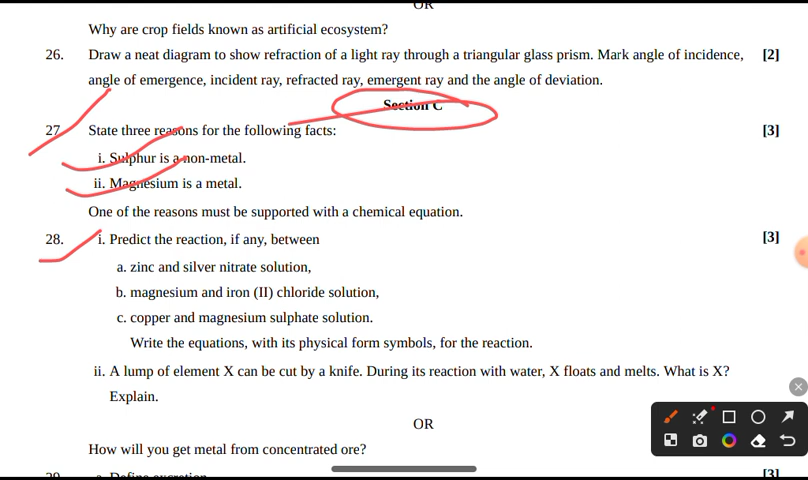 OR
Why are crop fields known as artificial ecosystem?
26. Draw a neat diagram to show refraction of a light ray through a triangular glass prism. Mark angle of incidence, [2]
angle of emergence, incident ray, refracted ray, emergent ray and the angle of deviation.
Section C
27. State three reasons for the following facts: [3]
i. Sulphur is a non-metal.
ii. Magnesium is a metal.
One of the reasons must be supported with a chemical equation.
28. i. Predict the reaction, if any, between [3]
a. zinc and silver nitrate solution,
b. magnesium and iron (II) chloride solution,
c. copper and magnesium sulphate solution.
Write the equations, with its physical form symbols, for the reaction.
ii. A lump of element X can be cut by a knife. During its reaction with water, X floats and melts. What is X?
Explain.
OR
How will you get metal from concentrated ore?
29. a. Define excretion. [3]